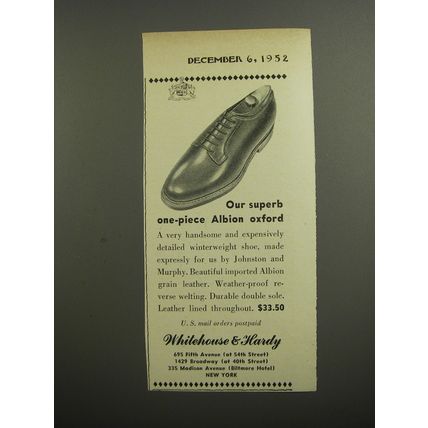 DECEMBER 6, 1952
Our superb
one-piece Albion oxford
A very handsome and expensively
detailed winterweight shoe, made
expressly for us by Johnston and
Murphy. Beautiful imported Albion
grain leather. Weather-proof re-
verse welting. Durable double sole.
Leather lined throughout. $33.50
U. S. mail orders postpaid
Whitehouse & Hardy
695 Fifth Avenue (at 54th Street)
1429 Broadway (at 40th Street)
335 Madison Avenue (Biltmore Hotel)
NEW YORK